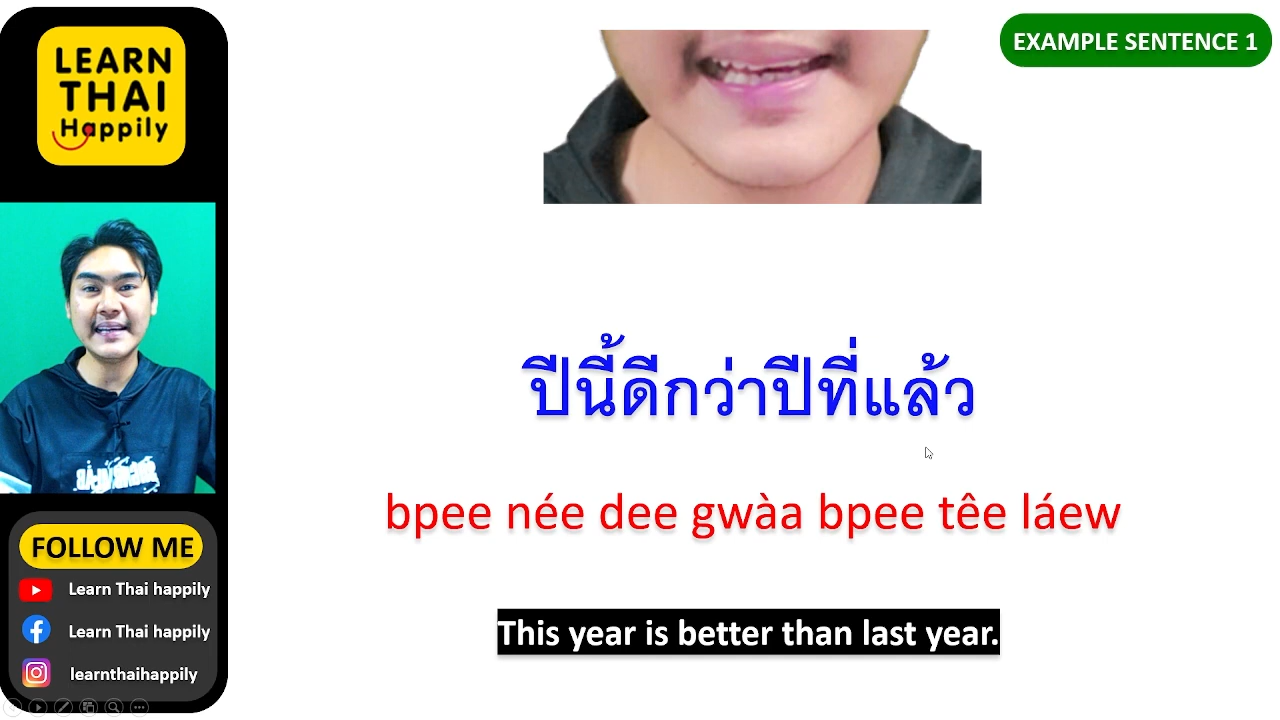 LEARN
THAI
Happily
EXAMPLE SENTENCE 1
ปีนี้ดีกว่าปีที่แล้ว
bpee née dee gwàa bpee têe láew
This year is better than last year.
FOLLOW ME
Learn Thai happily
Learn Thai happily
learnthaihappily